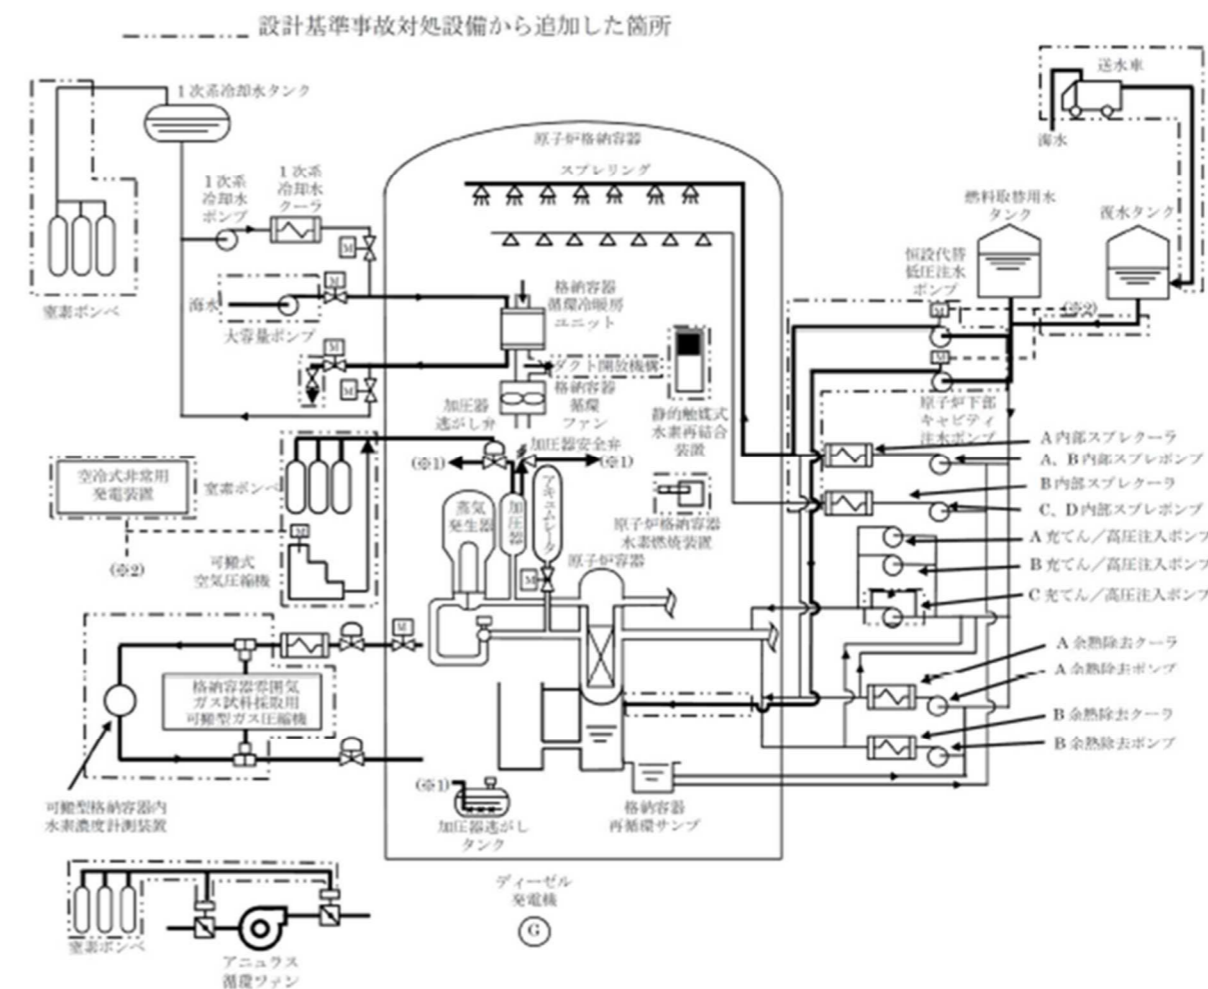 設計基準事故対処設備から追加した箇所
1次系冷却水タンク
送水車
海水
原子炉格納容器
スプレリング
1次系
冷却水
ポンプ
1次系
冷却水
クーラ
M
燃料取替用水
タンク
復水タンク
恒設代替
低圧注水
ポンプ
M
(※2)
窒素ボンベ
海水
M
大容量ポンプ
格納容器
循環冷暖房
ユニット
M
M
M
ダクト開放機構
格納容器
循環
ファン
静的触媒式
水素再結合
装置
原子炉下部
キャビティ
注水ポンプ
加圧器
逃がし弁
加圧器安全弁
(※1)
(※1)
A内部スプレクーラ
A、B内部スプレポンプ
B内部スプレクーラ
C、D内部スプレポンプ
空冷式非常用
発電装置
窒素ボンベ
M
(※2)
可搬式
空気圧縮機
蒸気
発生器
加圧器
アキュムレータ
M
原子炉容器
原子炉格納容器
水素燃焼装置
A充てん/高圧注入ポンプ
B充てん/高圧注入ポンプ
C充てん/高圧注入ポンプ
M
格納容器雰囲気
ガス試料採取用
可搬型ガス圧縮機
A余熱除去クーラ
A余熱除去ポンプ
B余熱除去クーラ
B余熱除去ポンプ
可搬型格納容器内
水素濃度計測装置
(※1)
加圧器逃がし
タンク
格納容器
再循環サンプ
ディーゼル
発電機
G
窒素ボンベ
アニュラス
循環ファン